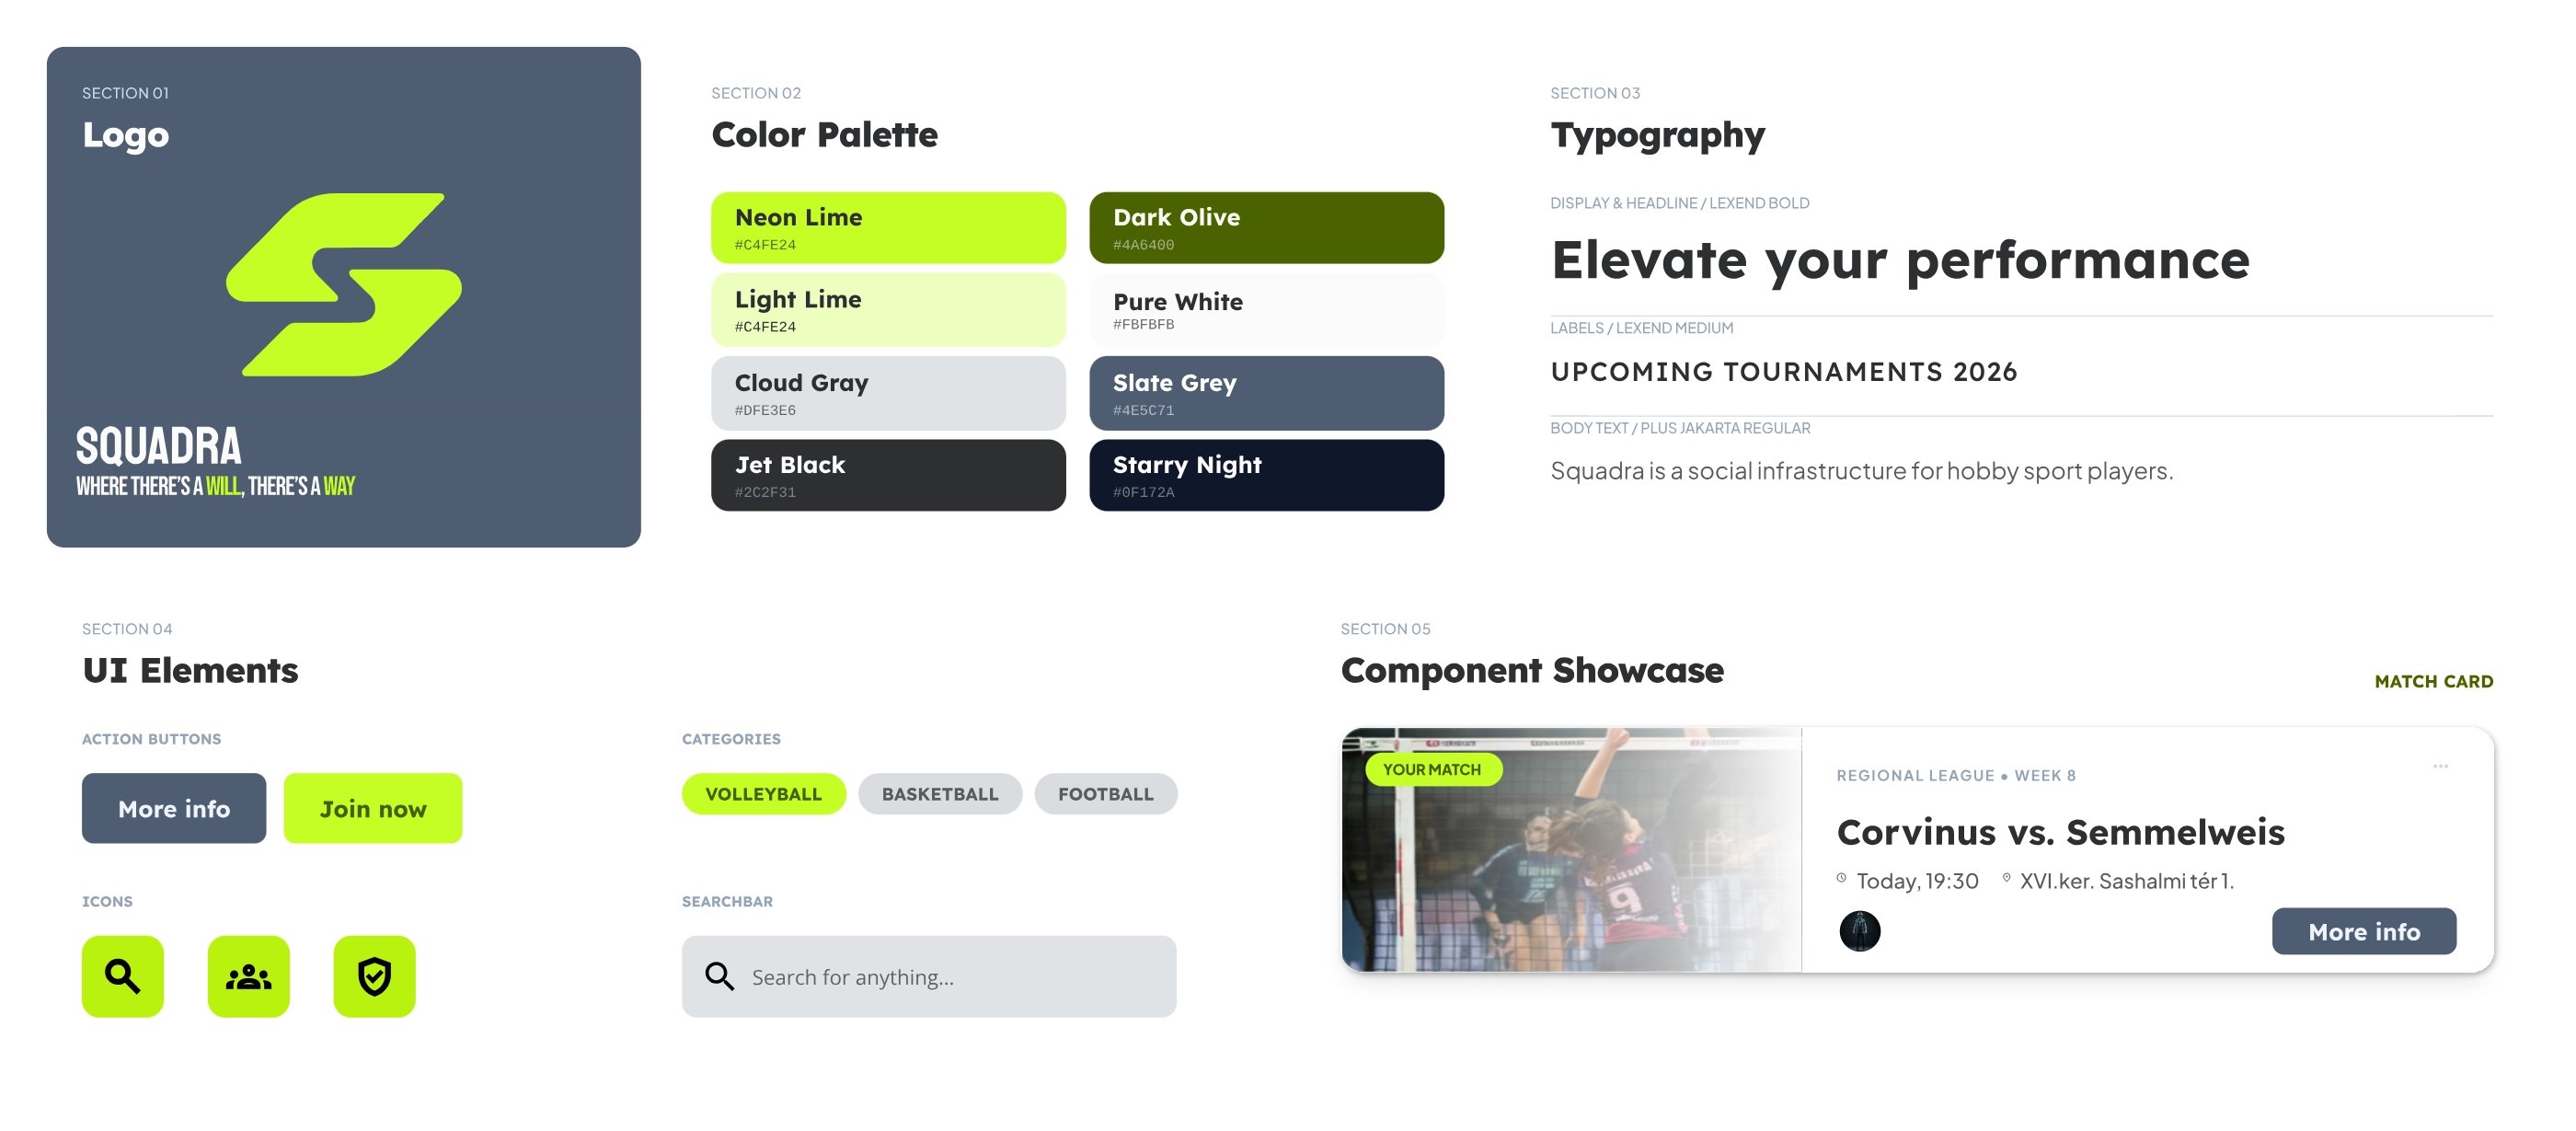 SECTION 01
Logo
SQUADRA
WHERE THERE'S A WILL, THERE'S A WAY
SECTION 02
Color Palette
Neon Lime
#C4FE24
Dark Olive
#4A6400
Light Lime
#C4FE24
Pure White
#FBFBFB
Cloud Gray
#DFE3E6
Slate Grey
#4E5C71
Jet Black
#2C2F31
Starry Night
#0F172A
SECTION 03
Typography
DISPLAY & HEADLINE / LEXEND BOLD
Elevate your performance
LABELS / LEXEND MEDIUM
UPCOMING TOURNAMENTS 2026
BODY TEXT / PLUS JAKARTA REGULAR
Squadra is a social infrastructure for hobby sport players.
SECTION 04
UI Elements
ACTION BUTTONS
More info
Join now
CATEGORIES
VOLLEYBALL
BASKETBALL
FOOTBALL
ICONS
SEARCHBAR
Search for anything...
SECTION 05
Component Showcase
MATCH CARD
YOUR MATCH
9
REGIONAL LEAGUE • WEEK 8
Corvinus vs. Semmelweis
Today, 19:30
XVI.ker. Sashalmi tér 1.
More info